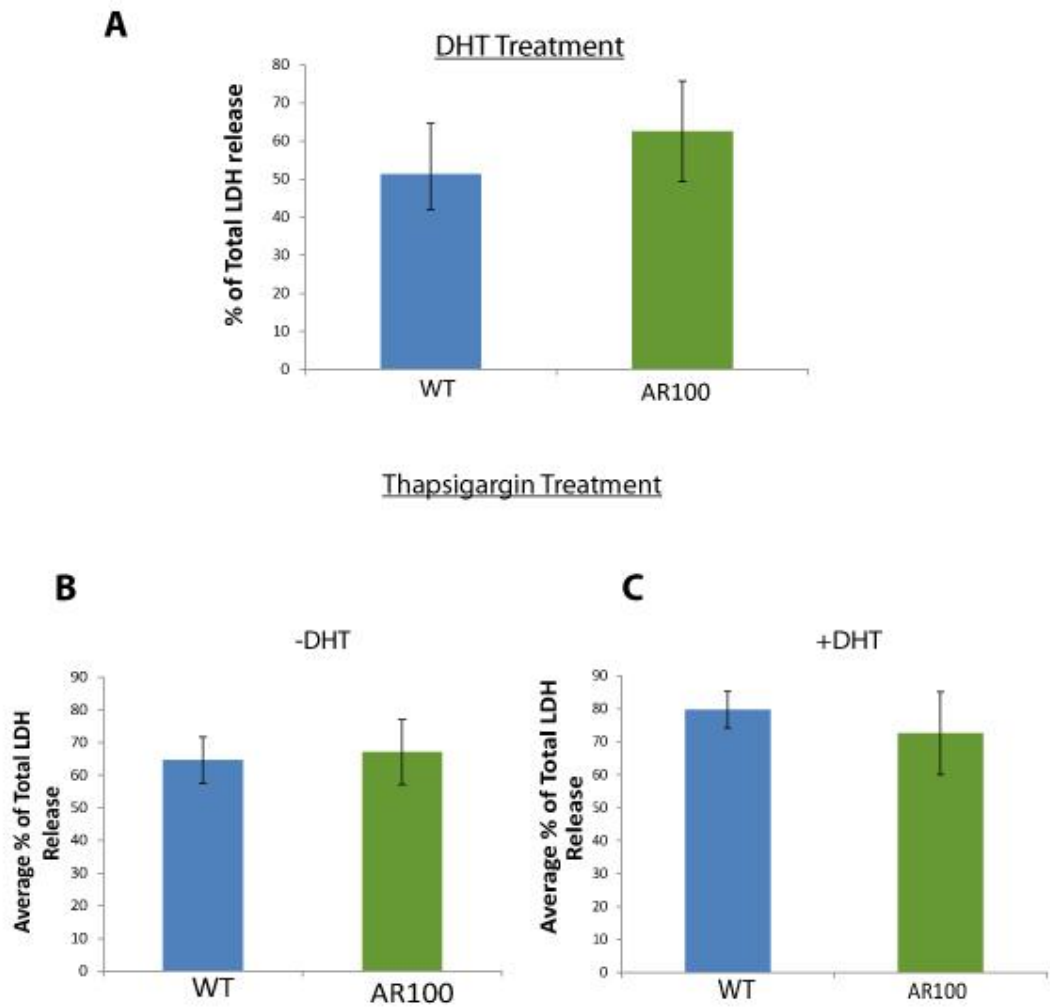 A
DHT Treatment
% of Total LDH release
80
70
60
50
40
30
20
10
0
WT
AR100
Thapsigargin Treatment
B
-DHT
Average % of Total LDH
Release
90
80
70
60
50
40
30
20
10
0
WT
AR100
C
+DHT
Average % of Total LDH
Release
90
80
70
60
50
40
30
20
10
0
WT
AR100